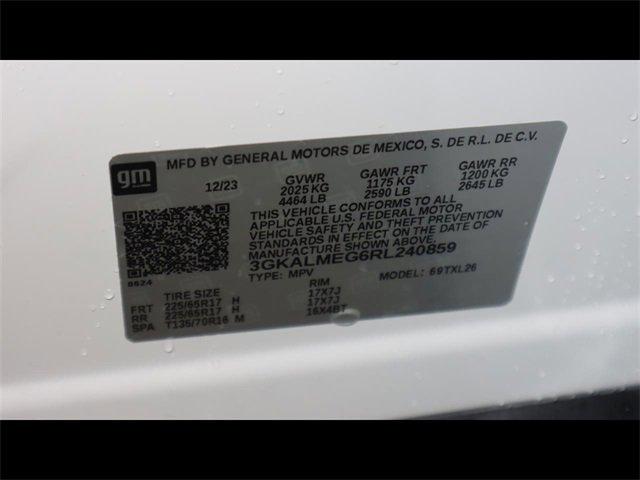 gm
MFD BY GENERAL MOTORS DE MEXICO, S. DE R.L. DE C.V.
12/23 GVWR GAWR FRT GAWR RR
2025 KG 1175 KG 1200 KG
4464 LB 2590 LB 2645 LB
THIS VEHICLE CONFORMS TO ALL
APPLICABLE U.S. FEDERAL MOTOR
VEHICLE SAFETY AND THEFT PREVENTION
STANDARDS IN EFFECT ON THE DATE OF
MANUFACTURE SHOWN ABOVE.
3GKALMEG6RL240859
TYPE: MPV MODEL: 69TXL26
8624
TIRE SIZE RIM
FRT 225/65R17 H 17X7J
RR 225/65R17 H 17X7J
SPA T135/70R16 M 16X4BT